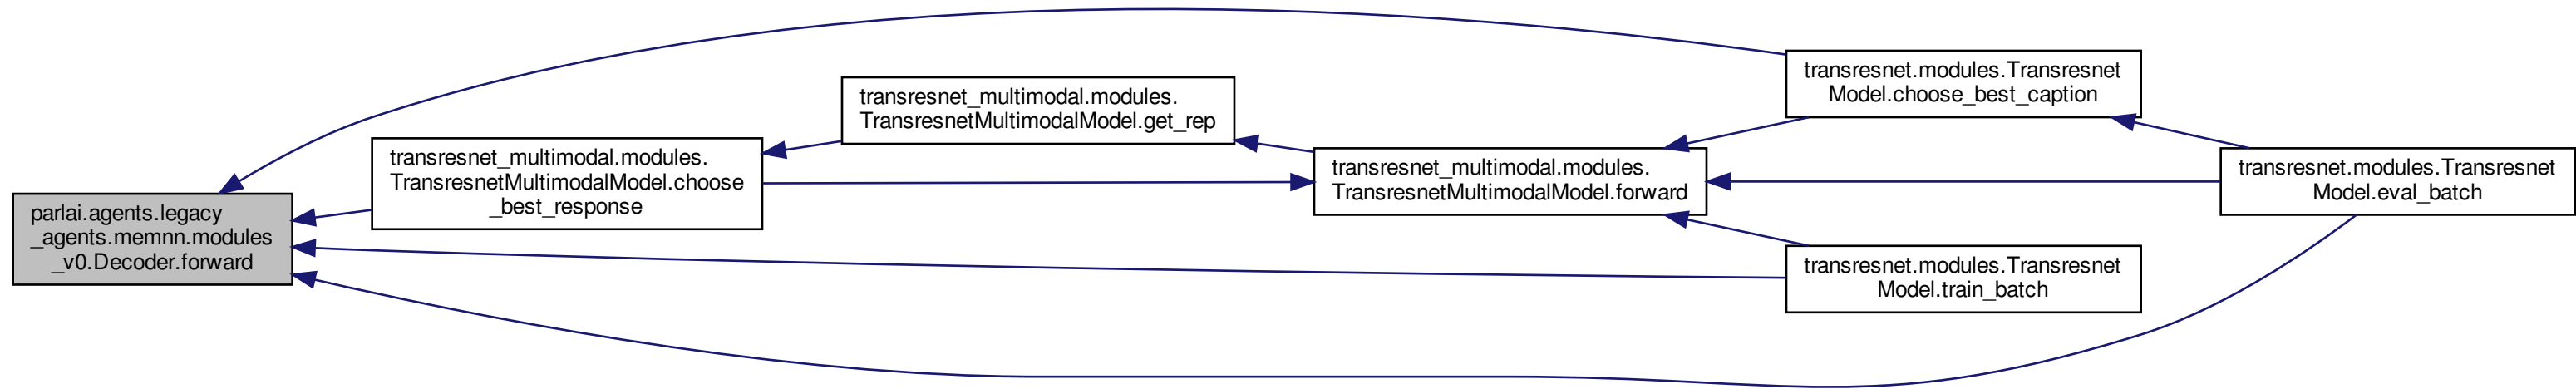 parlai.agents.legacy
_agents.memnn.modules
_v0.Decoder.forward
transresnet_multimodal.modules.
TransresnetMultimodalModel.choose
_best_response
transresnet_multimodal.modules.
TransresnetMultimodalModel.get_rep
transresnet_multimodal.modules.
TransresnetMultimodalModel.forward
transresnet.modules.Transresnet
Model.choose_best_caption
transresnet.modules.Transresnet
Model.eval_batch
transresnet.modules.Transresnet
Model.train_batch